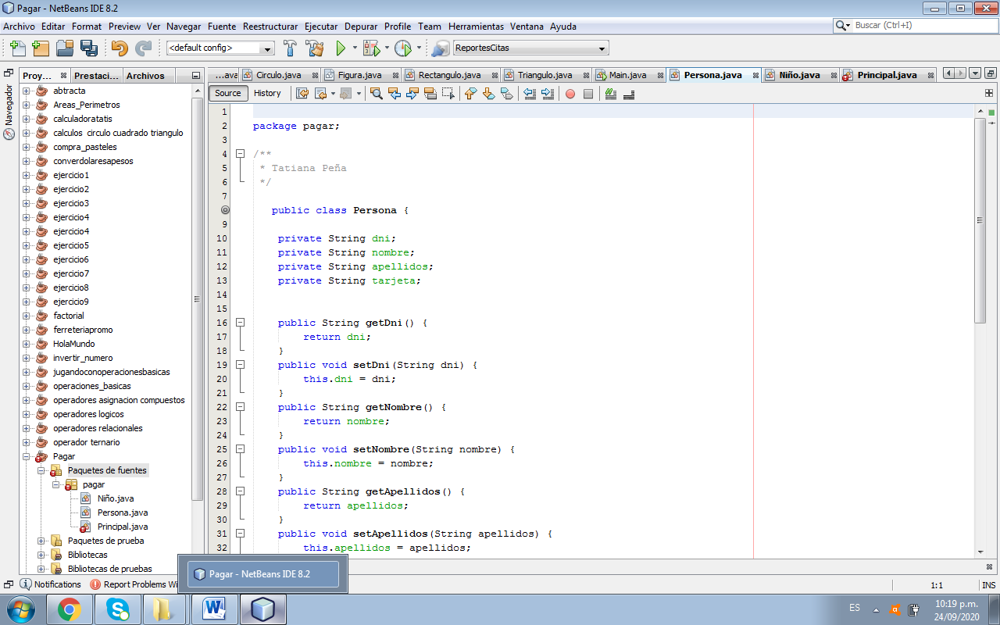 Pagar - NetBeans IDE 8.2
Archivo Editar Format Preview Ver Navegar Fuente Reestructurar Ejecutar Depurar Profile Team Herramientas Ventana Ayuda
Buscar (Ctrl+I)
<default config>
ReportesCitas
Navegador
Proy... Prestaci... Archivos
...ava Circulo.java Figura.java Rectangulo.java Triangulo.java Main.java Persona.java Niño.java Principal.java
Source History
abtracta
Areas_Perimetros
calculadoratatis
calculos circulo cuadrado triangulo
compra_pasteles
converdolaresapesos
ejercicio1
ejercicio2
ejercicio3
ejercicio4
ejercicio4
ejercicio5
ejercicio6
ejercicio7
ejercicio8
ejercicio9
factorial
ferreteriapromo
HolaMundo
invertir_numero
jugandoconoperacionesbasicas
operaciones_basicas
operadores asignacion compuestos
operadores logicos
operadores relacionales
operador ternario
Pagar
Paquetes de fuentes
pagar
Niño.java
Persona.java
Principal.java
Paquetes de prueba
Bibliotecas
Bibliotecas de pruebas
1
2 package pagar;
3
4 /**
5 * Tatiana Peña
6 */
7
public class Persona {
9
10 private String dni;
11 private String nombre;
12 private String apellidos;
13 private String tarjeta;
14
15
16 public String getDni() {
17 return dni;
18 }
19 public void setDni(String dni) {
20 this.dni = dni;
21 }
22 public String getNombre() {
23 return nombre;
24 }
25 public void setNombre(String nombre) {
26 this.nombre = nombre;
27 }
28 public String getApellidos() {
29 return apellidos;
30 }
31 public void setApellidos(String apellidos) {
32 this.apellidos = apellidos;
Pagar - NetBeans IDE 8.2
Notifications Report Problems Wi
1:1 INS
ES
10:19 p.m.
24/09/2020